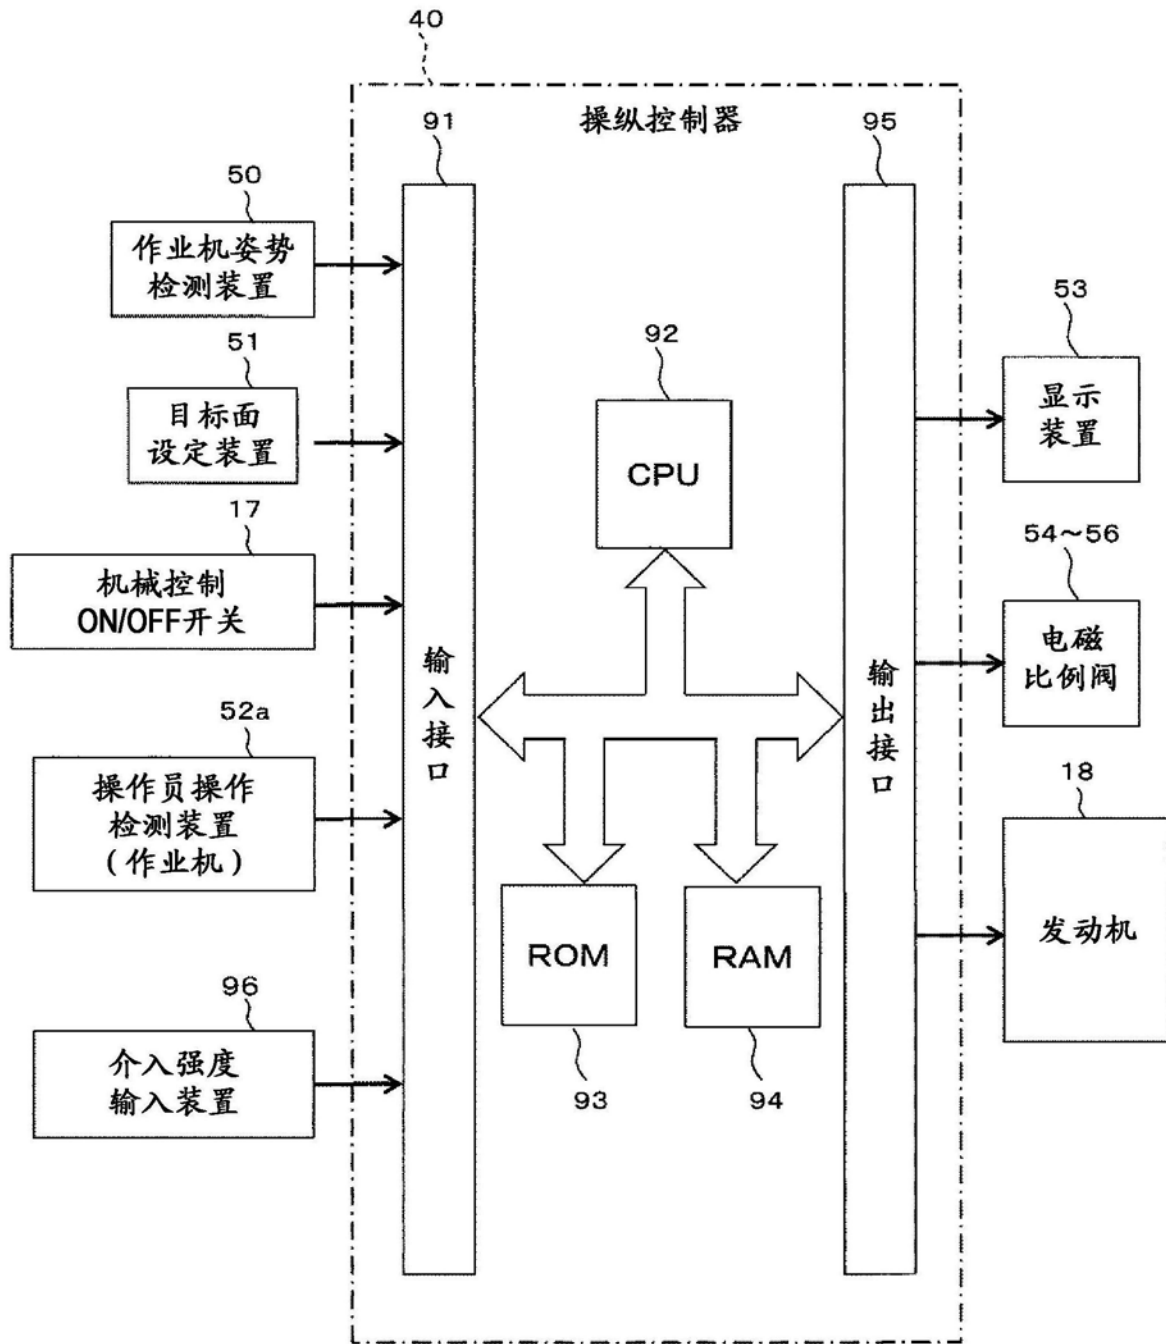 40
操纵控制器
91
95
50
作业机姿势
检测装置
51
目标面
设定装置
17
机械控制
ON/OFF开关
52a
操作员操作
检测装置
（作业机）
96
介入强度
输入装置
输入接口
92
CPU
ROM
93
RAM
94
输出接口
53
显示
装置
54～56
电磁
比例阀
18
发动机